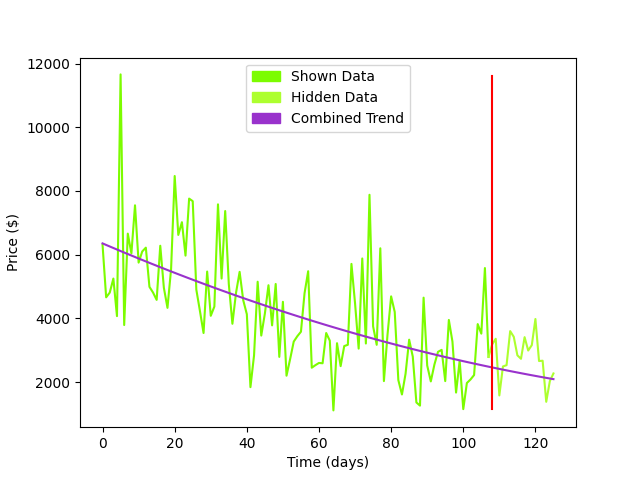 12000
10000
8000
6000
4000
2000
Price ($)
Shown Data
Hidden Data
Combined Trend
0 20 40 60 80 100 120
Time (days)